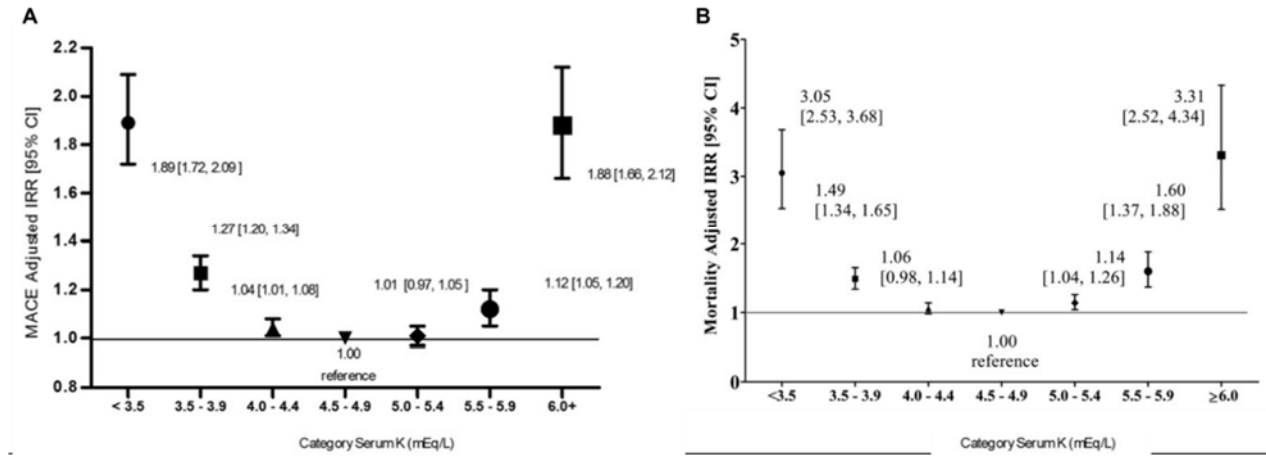 A
MACE Adjusted IRR [95% CI]
2.2
2.0
1.8
1.6
1.4
1.2
1.0
0.8
1.89 [1.72, 2.09 ]
1.27 [1.20, 1.34]
1.04 [1.01, 1.08]
1.00
reference
1.01 [0.97, 1.05 ]
1.12 [1.05, 1.20]
1.88 [1.66, 2.12]
< 3.5
3.5 - 3.9
4.0 - 4.4
4.5 - 4.9
5.0 - 5.4
5.5 - 5.9
6.0+
Category Serum K (mEq/L)
B
Mortality Adjusted IRR [95% CI]
5
4
3
2
1
0
3.05
[2.53, 3.68]
1.49
[1.34, 1.65]
1.06
[0.98, 1.14]
1.00
reference
1.14
[1.04, 1.26]
1.60
[1.37, 1.88]
3.31
[2.52, 4.34]
<3.5
3.5 - 3.9
4.0 - 4.4
4.5 - 4.9
5.0 - 5.4
5.5 - 5.9
≥6.0
Category Serum K (mEq/L)